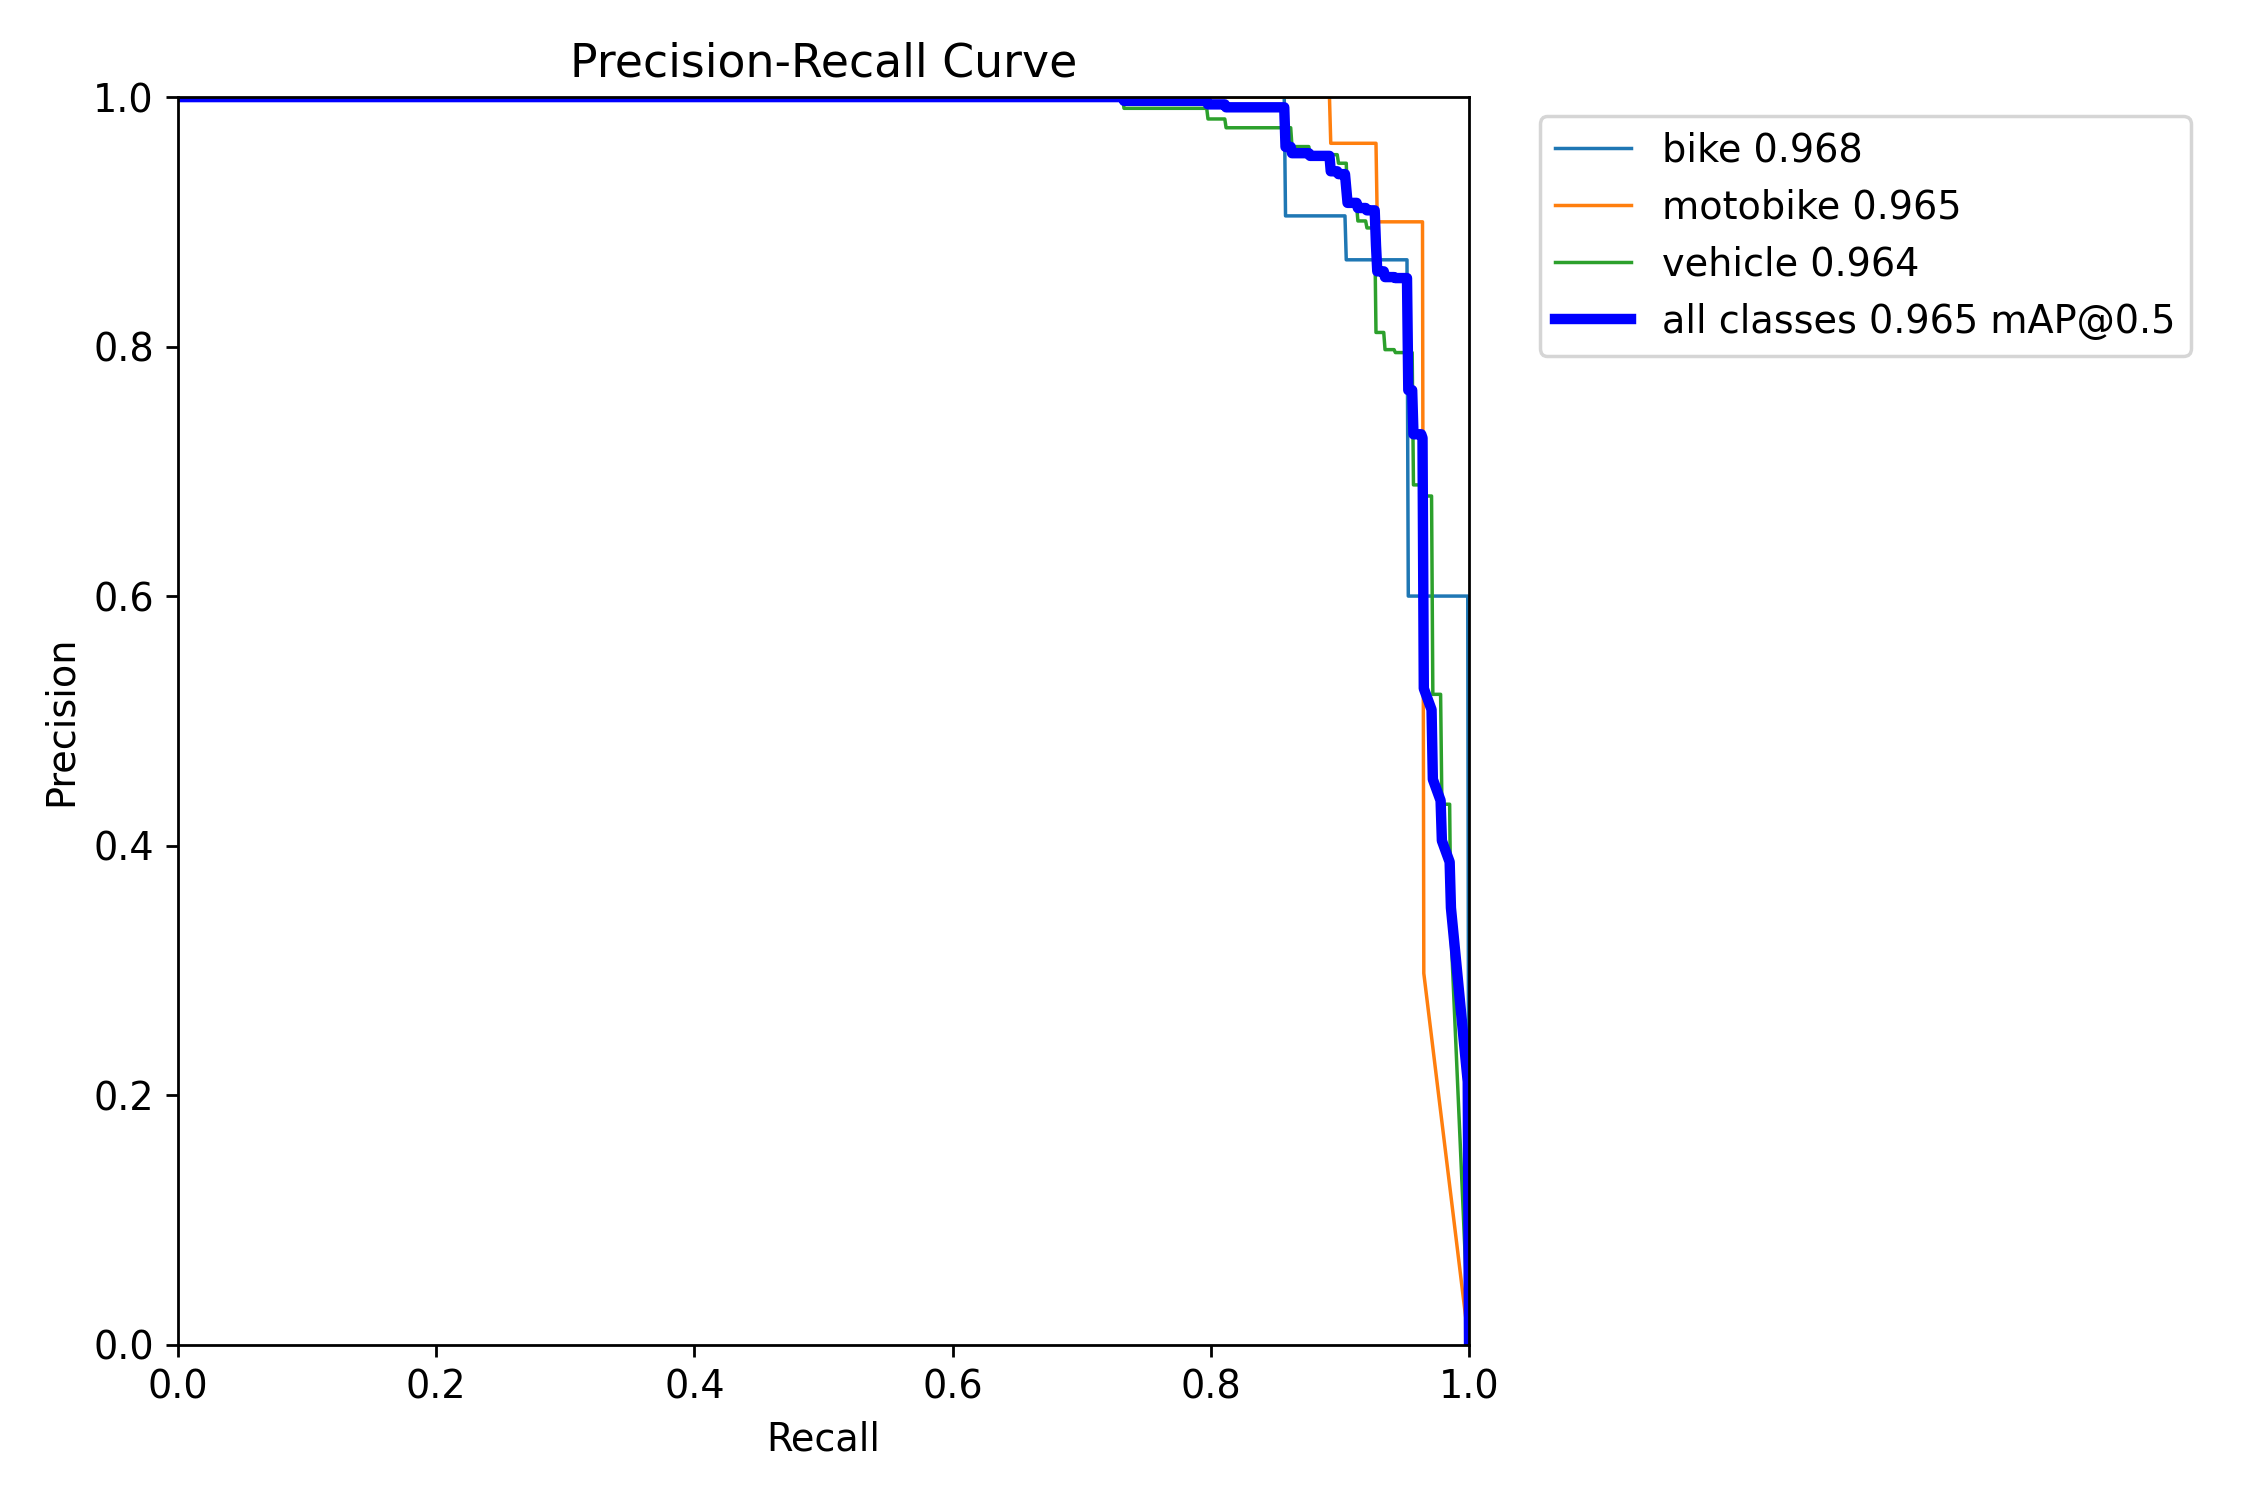 Precision-Recall Curve
1.0
0.8
0.6
0.4
0.2
0.0
Precision
0.0 0.2 0.4 0.6 0.8 1.0
Recall
bike 0.968
motobike 0.965
vehicle 0.964
all classes 0.965 mAP@0.5